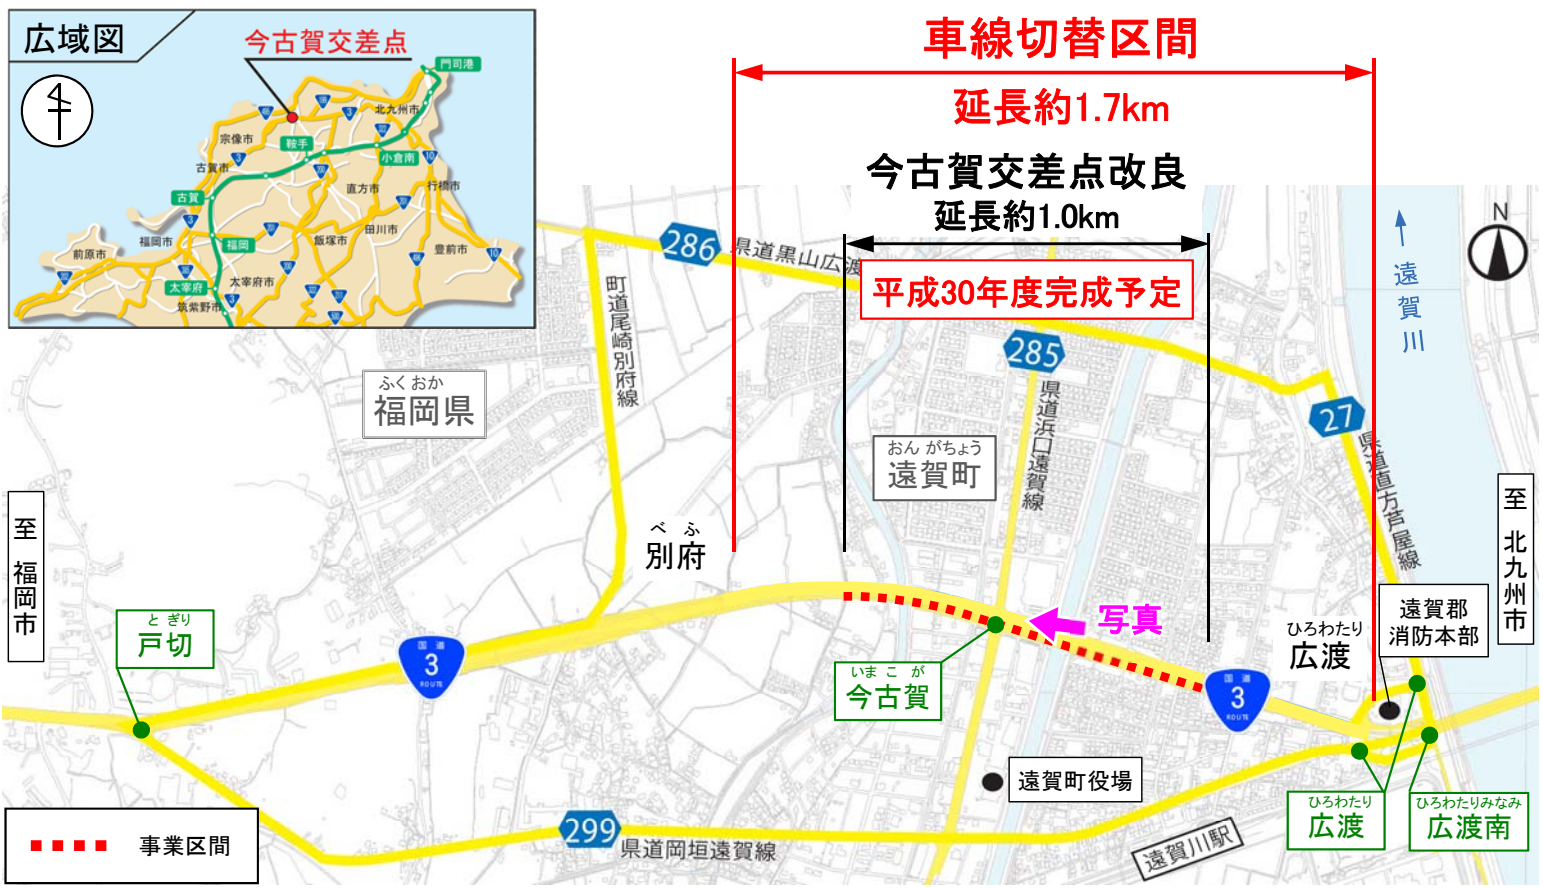 広域図
今古賀交差点
門司港
北九州市
宗像市
鞍手
小倉南
古賀市
古賀
直方市
行橋市
福岡市
福岡
飯塚市
田川市
豊前市
前原市
太宰府
太宰府市
筑紫野市
3
3
3
3
10
10
車線切替区間
延長約1.7km
今古賀交差点改良
延長約1.0km
平成30年度完成予定
286
県道黒山広渡
町道尾崎別府線
285
県道浜口遠賀線
27
県道直方芦屋線
遠賀川
N
ふくおか
福岡県
おんがちょう
遠賀町
べふ
別府
至 福岡市
至 北九州市
とぎり
戸切
国道
3
ROUTE
いまこが
今古賀
写真
国道
3
ROUTE
ひろわたり
広渡
遠賀郡
消防本部
遠賀町役場
ひろわたり
広渡
ひろわたりみなみ
広渡南
299
県道岡垣遠賀線
遠賀川駅
事業区間